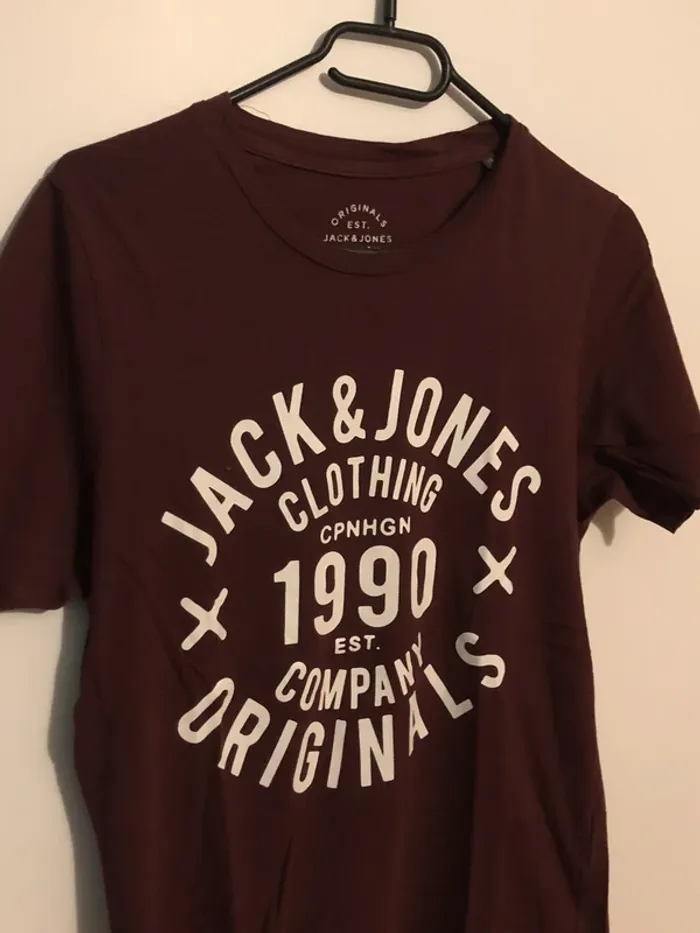 ORIGINALS
EST.
JACK&JONES
JACK&JONES
CLOTHING
CPNHGN
1990
EST.
COMPANY
ORIGINALS